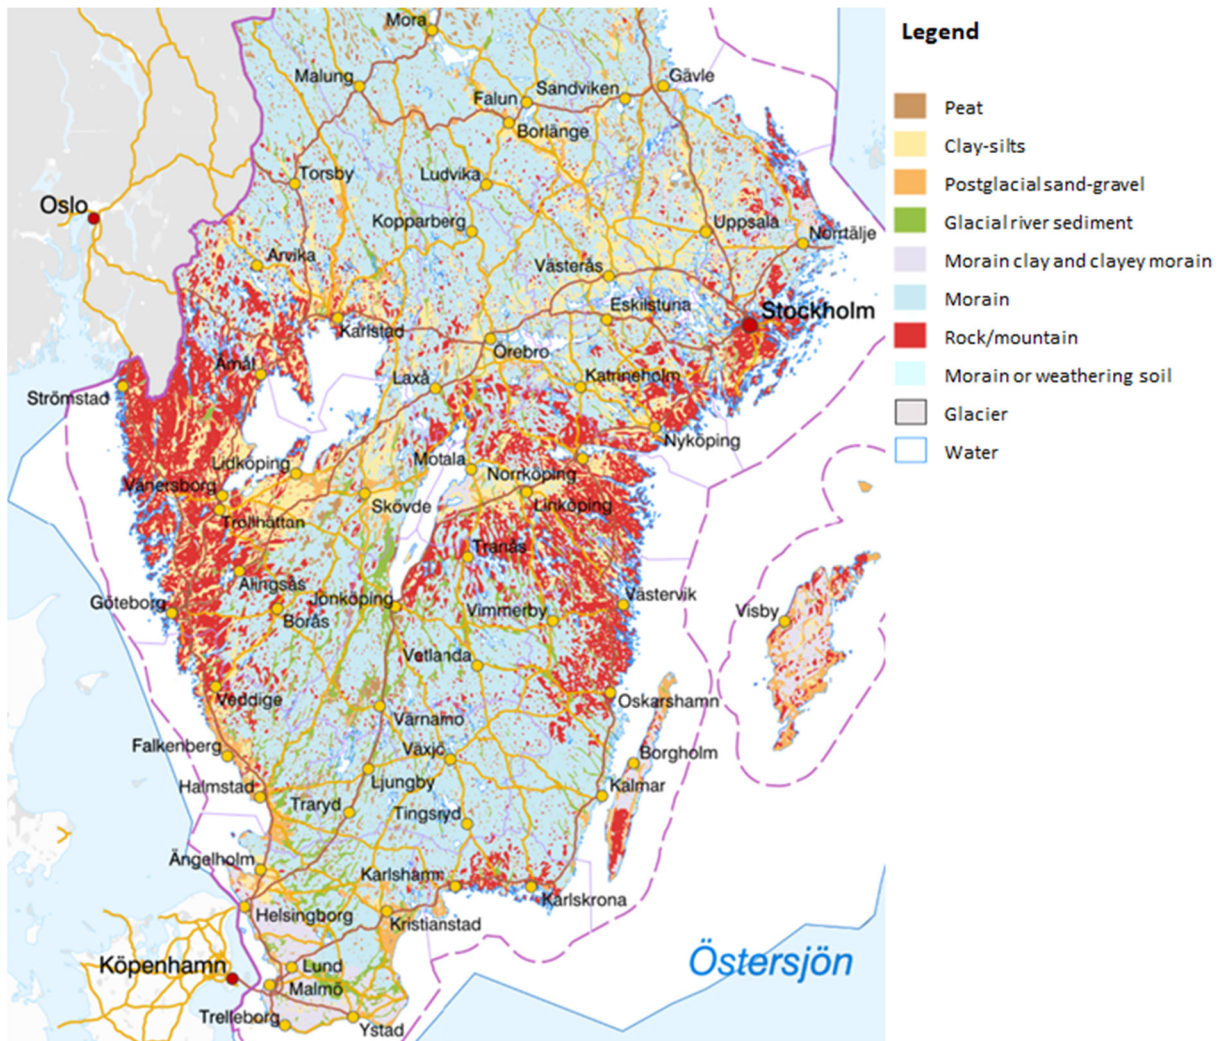 Mora
Malung
Falun
Sandviken
Gävle
Borlänge
Torsby
Ludvika
Oslo
Kopparberg
Uppsala
Norrtälje
Arvika
Västerås
Eskilstuna
Stockholm
Karlstad
Örebro
Åmål
Laxå
Katrineholm
Strömstad
Nyköping
Lidköping
Motala
Norrköping
Vänersborg
Skövde
Linköping
Trollhättan
Tranås
Alingsås
Göteborg
Jönköping
Borås
Vimmerby
Västervik
Visby
Vetlanda
Veddige
Oskarshamn
Värnamo
Falkenberg
Växjö
Borgholm
Halmstad
Ljungby
Kalmar
Traryd
Tingsryd
Ängelholm
Karlshamn
Karlskrona
Helsingborg
Kristianstad
Köpenhamn
Lund
Malmö
Trelleborg
Ystad
Östersjön
Legend
Peat
Clay-silts
Postglacial sand-gravel
Glacial river sediment
Morain clay and clayey morain
Morain
Rock/mountain
Morain or weathering soil
Glacier
Water